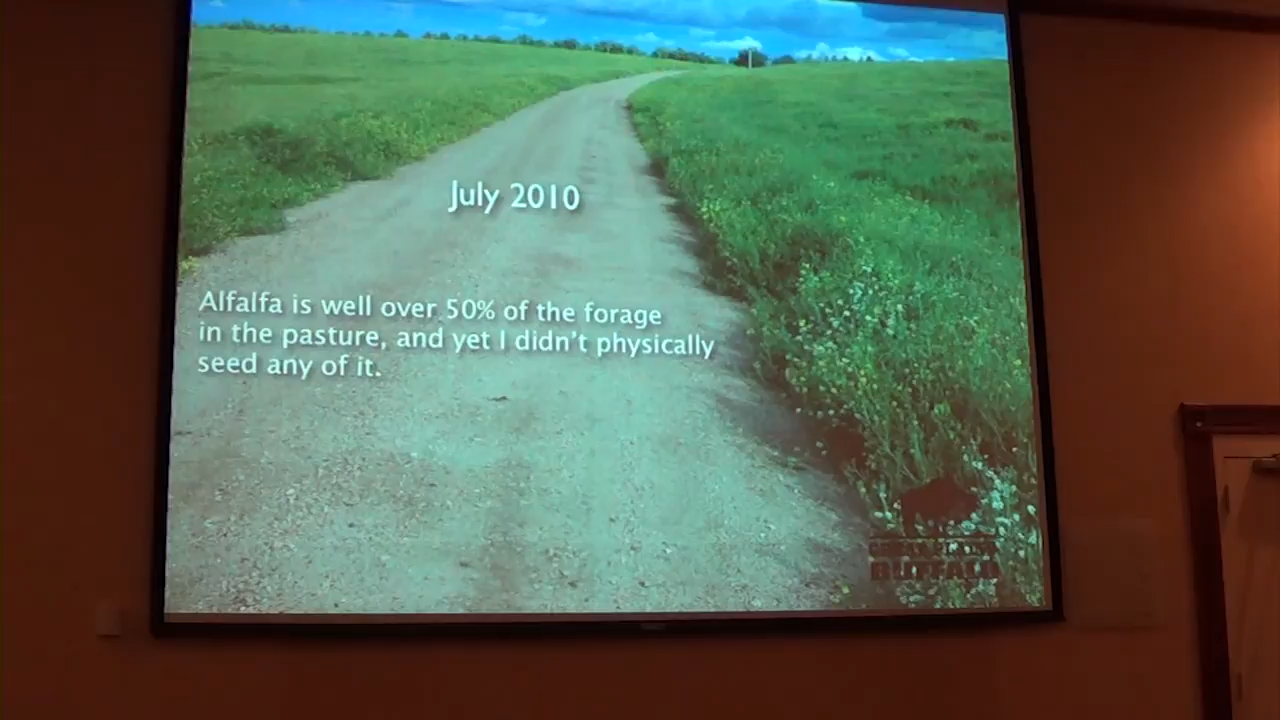 July 2010
Alfalfa is well over 50% of the forage
in the pasture, and yet I didn't physically
seed any of it.
BUFFALO